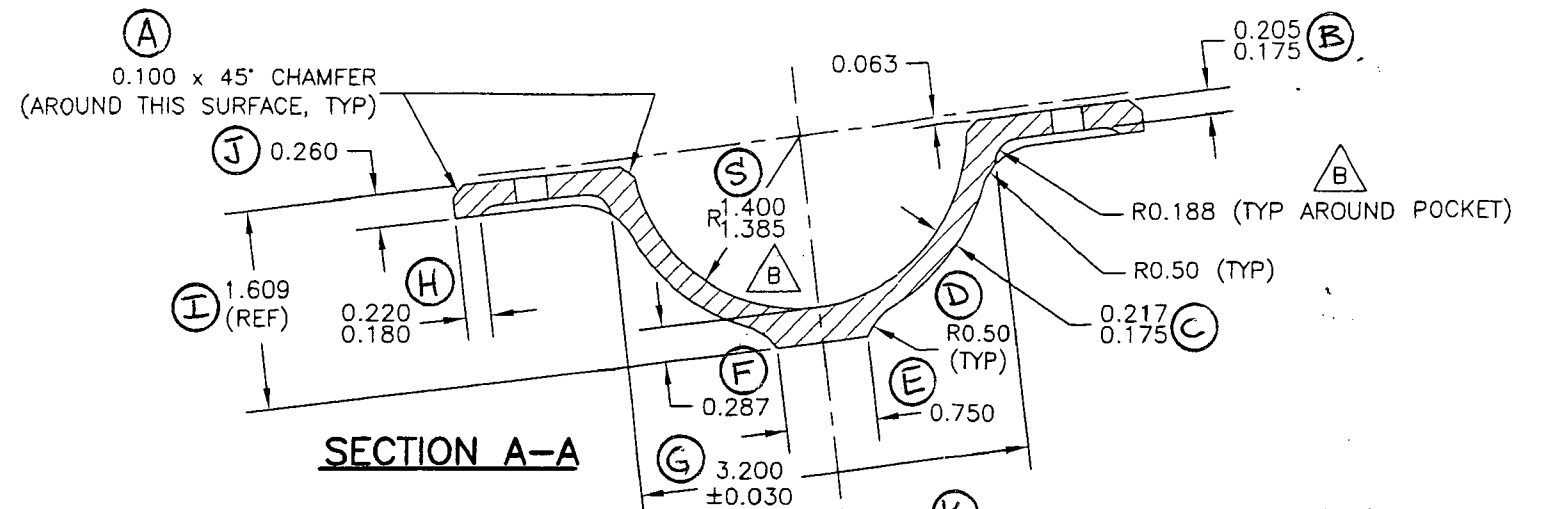 A
0.100 x 45° CHAMFER
(AROUND THIS SURFACE, TYP)
J 0.260
0.063
0.205
0.175 B
S
R1.400
1.385
B
B
R0.188 (TYP AROUND POCKET)
R0.50 (TYP)
0.217
0.175 C
D
R0.50
(TYP)
E
0.750
H
0.220
0.180
I 1.609
(REF)
F
0.287
G 3.200
±0.030
SECTION A-A